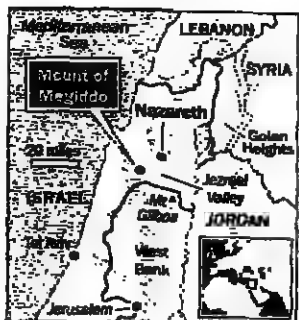 Mediterranean
Sea
LEBANON
SYRIA
Mount of
Megiddo
Nazareth
Golan
Heights
20 miles
Jezreel
Valley
ISRAEL
Mt
Gilboa
JORDAN
Tel Aviv
West
Bank
Jerusalem